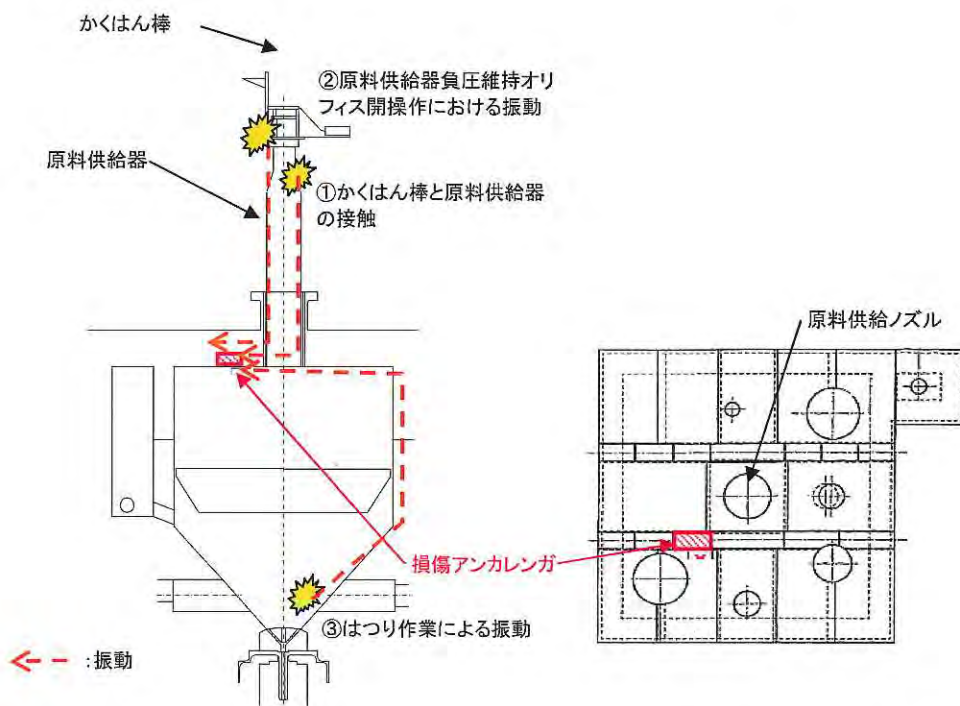 かくはん棒
②原料供給器負圧維持オリ
フィス開操作における振動
原料供給器
①かくはん棒と原料供給器
の接触
原料供給ノズル
損傷アンカレンガ
③はつり作業による振動
:振動